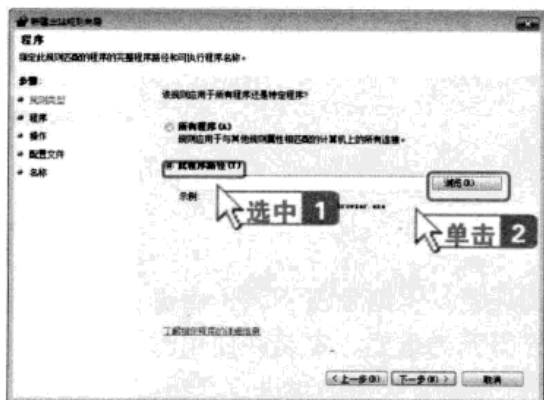 新建出站规则向导
程序
指定此规则匹配的程序的完整程序路径和可执行程序名称。
步骤:
规则类型
程序
操作
配置文件
名称
该规则应用于所有程序还是特定程序?
所有程序(A)
规则应用于与其他规则属性相匹配的计算机上的所有连接。
此程序路径(T)
浏览(R)
示例:
选中 1
browser.exe
单击 2
了解指定程序的详细信息
<上一步(B)
下一步(N)>
取消